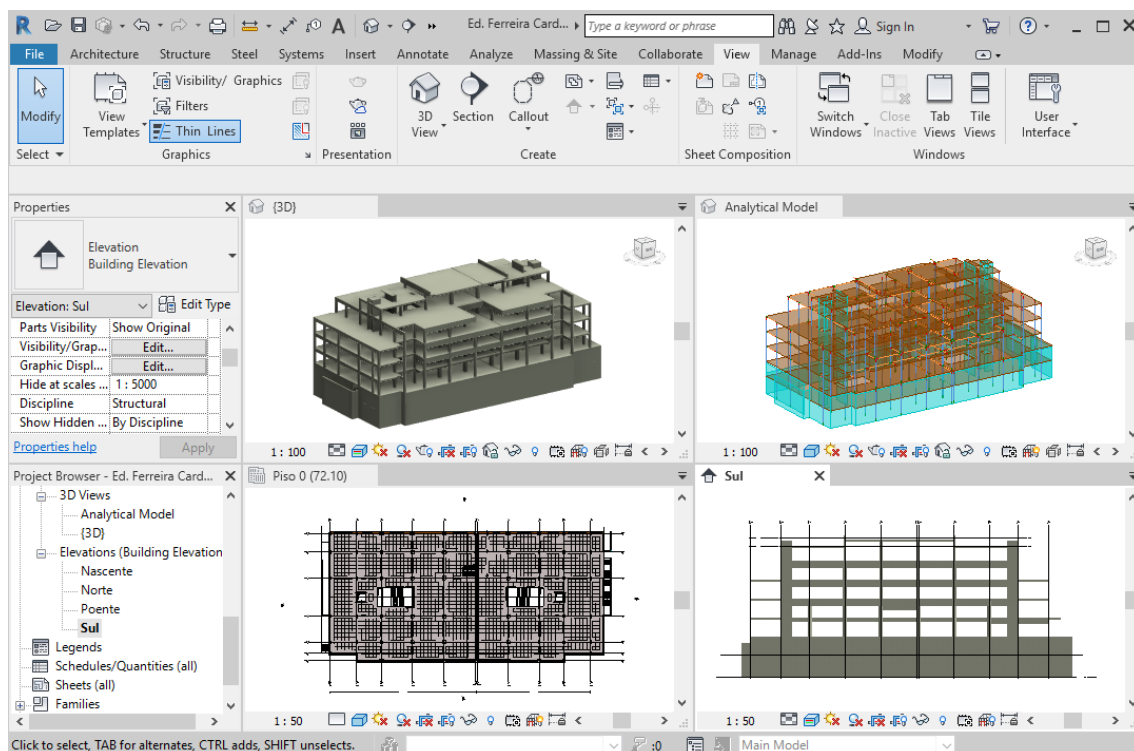 R A Ed. Ferreira Card... Type a keyword or phrase Sign In ?
File Architecture Structure Steel Systems Insert Annotate Analyze Massing & Site Collaborate View Manage Add-Ins Modify
Modify
View Templates
Visibility/ Graphics
Filters
Thin Lines
3D View
Section
Callout
Switch Windows
Close Inactive
Tab Views
Tile Views
User Interface
Select Graphics Presentation Create Sheet Composition Windows
Properties
Elevation
Building Elevation
Elevation: Sul Edit Type
Parts Visibility Show Original
Visibility/Grap... Edit...
Graphic Displ... Edit...
Hide at scales ... 1 : 5000
Discipline Structural
Show Hidden ... By Discipline
Properties help Apply
{3D}
1 : 100
Analytical Model
1 : 100
Project Browser - Ed. Ferreira Card...
3D Views
Analytical Model
{3D}
Elevations (Building Elevation
Nascente
Norte
Poente
Sul
Legends
Schedules/Quantities (all)
Sheets (all)
Families
Piso 0 (72.10)
1 : 50
Sul
1 : 50
Click to select, TAB for alternates, CTRL adds, SHIFT unselects. :0 Main Model